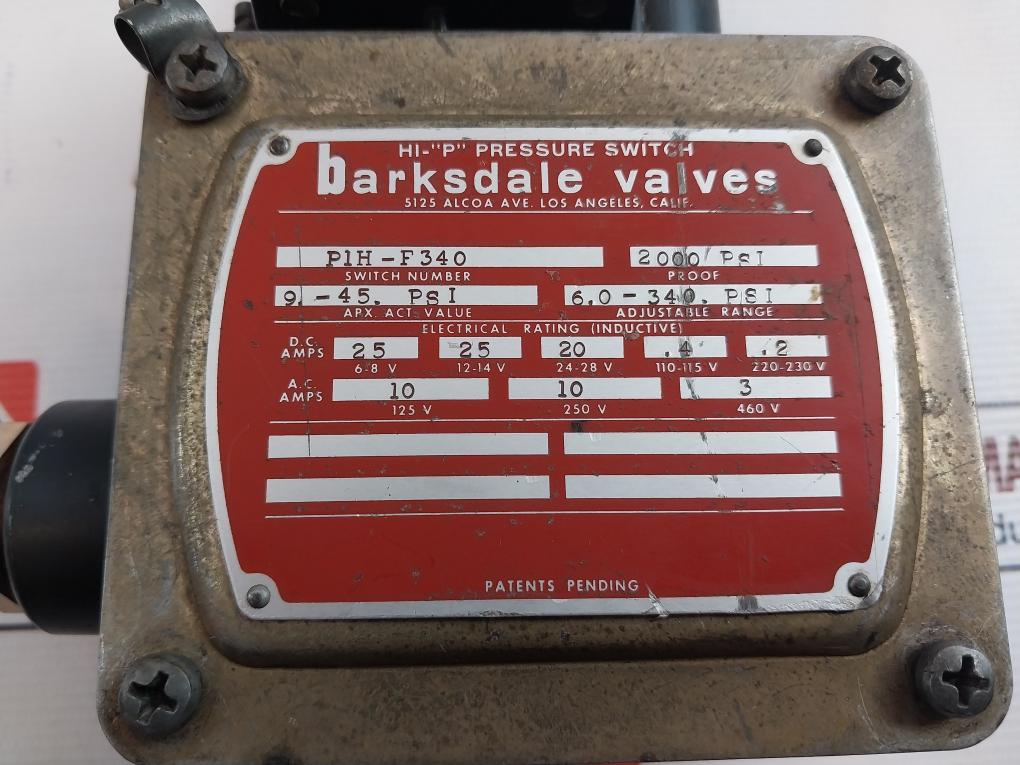 HI-"P" PRESSURE SWITCH
barksdale valves
5125 ALCOA AVE. LOS ANGELES, CALIF.
P1H-F340 2000 PSI
SWITCH NUMBER PROOF
9.-45. PSI 6.0-340. PSI
APX. ACT. VALUE ADJUSTABLE RANGE
ELECTRICAL RATING (INDUCTIVE)
D.C. AMPS 25 25 20 .4 .2
6-8 V 12-14 V 24-28 V 110-115 V 220-230 V
A.C. AMPS 10 10 3
125 V 250 V 460 V
PATENTS PENDING